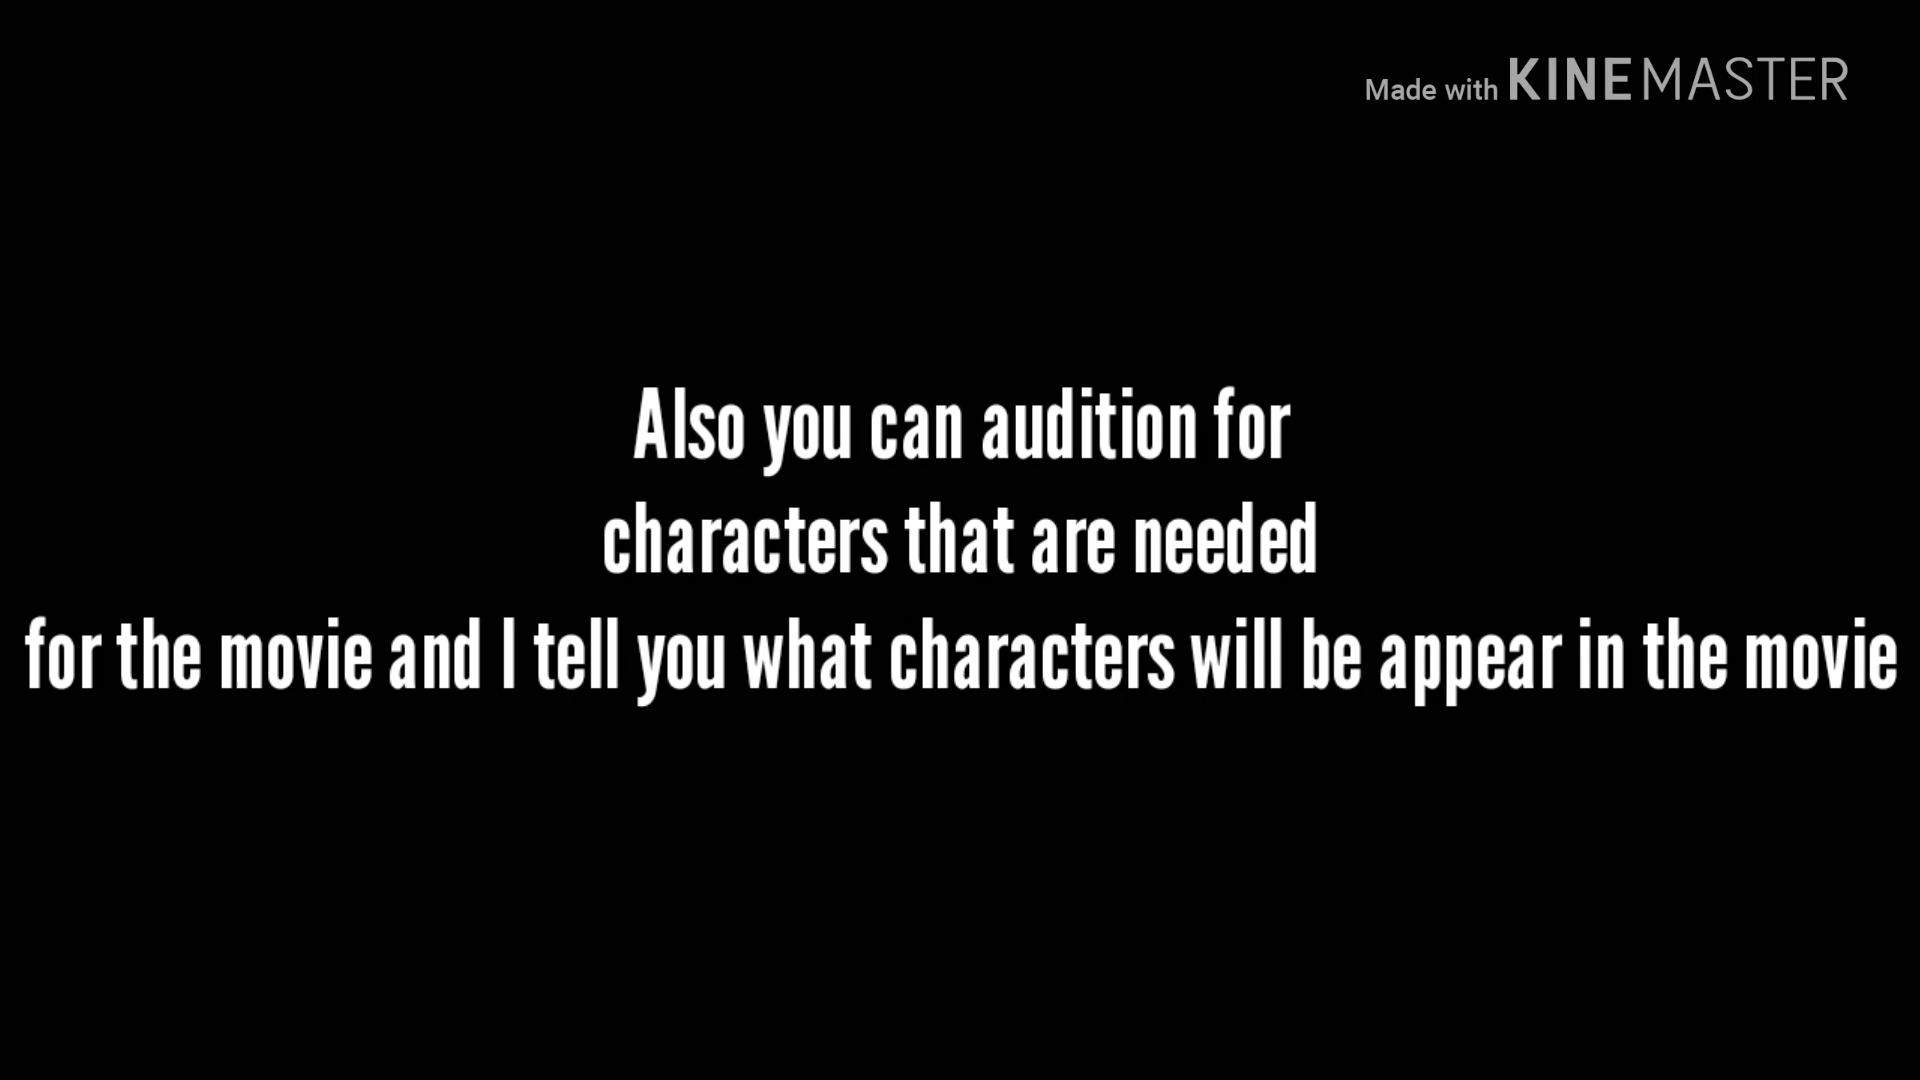 Made with KINEMASTER
Also you can audition for
characters that are needed
for the movie and I tell you what characters will be appear in the movie